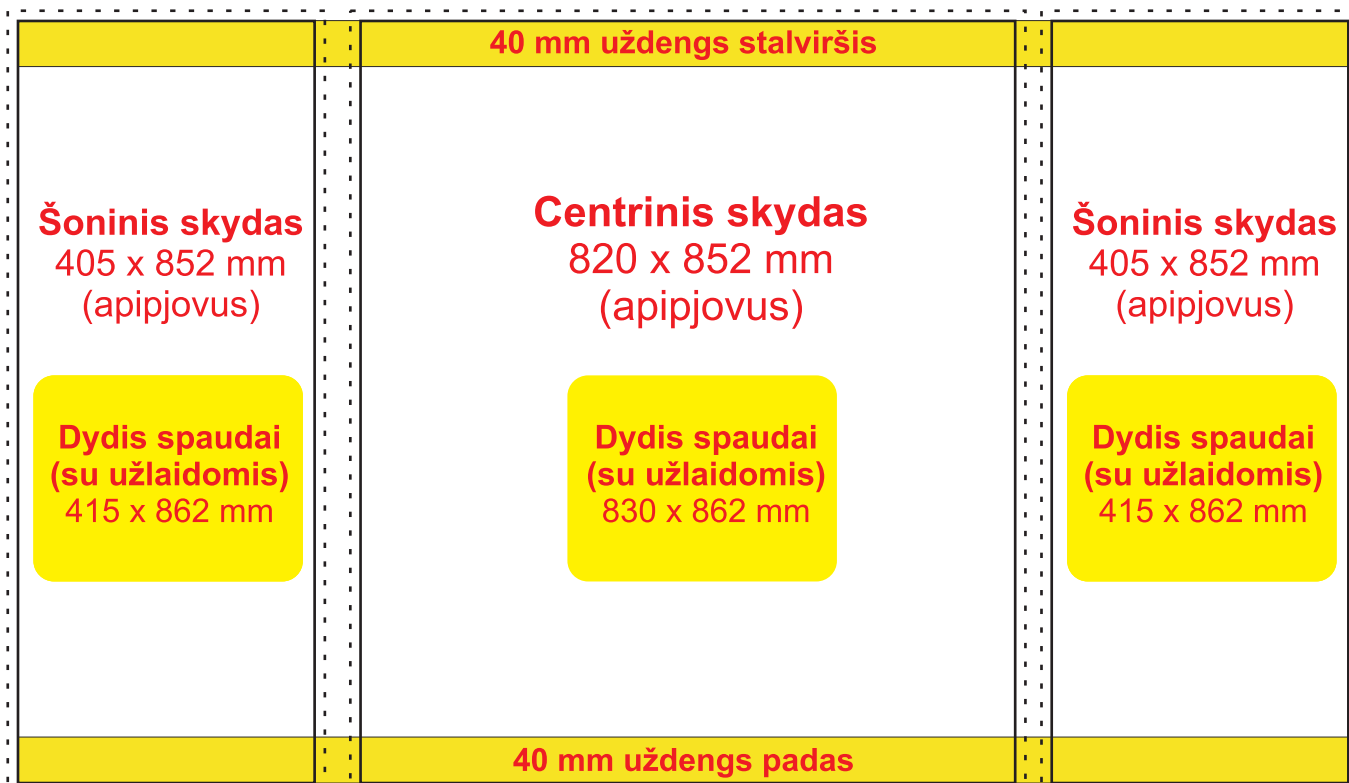 40 mm uždengs stalviršis
Šoninis skydas
405 x 852 mm
(apipjovus)
Dydis spaudai
(su užlaidomis)
415 x 862 mm
Centrinis skydas
820 x 852 mm
(apipjovus)
Dydis spaudai
(su užlaidomis)
830 x 862 mm
Šoninis skydas
405 x 852 mm
(apipjovus)
Dydis spaudai
(su užlaidomis)
415 x 862 mm
40 mm uždengs padas